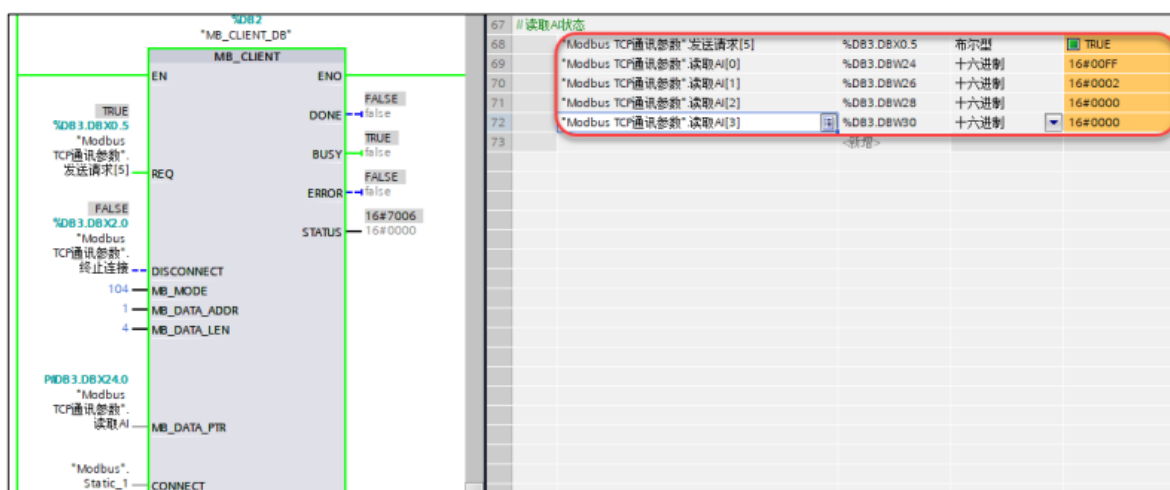 %DB2
"MB_CLIENT_DB"
MB_CLIENT
EN
ENO
TRUE
%DB3.DBX0.5
"Modbus
TCP通讯参数".
发送请求[5]
REQ
FALSE
DONE
false
TRUE
BUSY
false
FALSE
ERROR
false
16#7006
STATUS
16#0000
FALSE
%DB3.DBX2.0
"Modbus
TCP通讯参数".
终止连接
DISCONNECT
104
MB_MODE
1
MB_DATA_ADDR
4
MB_DATA_LEN
P#DB3.DBX24.0
"Modbus
TCP通讯参数".
读取AI
MB_DATA_PTR
"Modbus".
Static_1
CONNECT
67 //读取AI状态
68 "Modbus TCP通讯参数".发送请求[5] %DB3.DBX0.5 布尔型 TRUE
69 "Modbus TCP通讯参数".读取AI[0] %DB3.DBW24 十六进制 16#00FF
70 "Modbus TCP通讯参数".读取AI[1] %DB3.DBW26 十六进制 16#0002
71 "Modbus TCP通讯参数".读取AI[2] %DB3.DBW28 十六进制 16#0000
72 "Modbus TCP通讯参数".读取AI[3] %DB3.DBW30 十六进制 16#0000
73 <新增>